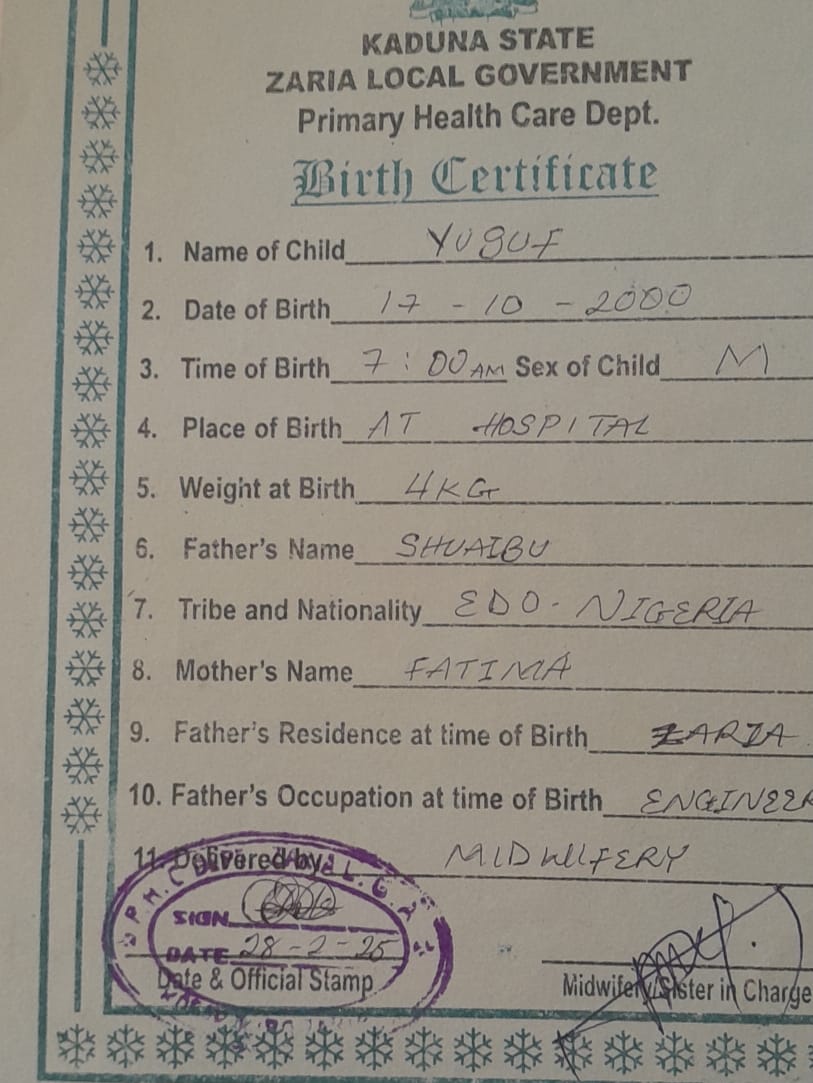 KADUNA STATE
ZARIA LOCAL GOVERNMENT
Primary Health Care Dept.
Birth Certificate
1. Name of Child YUSUF
2. Date of Birth 17 - 10 - 2000
3. Time of Birth 7:00AM Sex of Child M
4. Place of Birth AT HOSPITAL
5. Weight at Birth 4KG
6. Father's Name SHUAIBU
7. Tribe and Nationality EDO - NIGERIA
8. Mother's Name FATIMA
9. Father's Residence at time of Birth ZARIA
10. Father's Occupation at time of Birth ENGINEER
11. Delivered by MIDWIFERY
SIGN
DATE 28-2-25
Date & Official Stamp
Midwifery/Sister in Charge